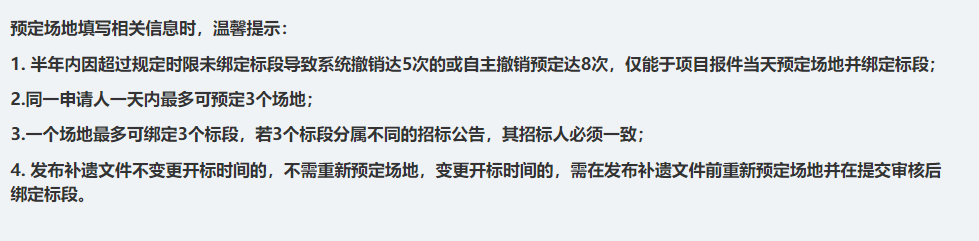 预定场地填写相关信息时，温馨提示：
1. 半年内因超过规定时限未绑定标段导致系统撤销达5次的或自主撤销预定达8次，仅能于项目报件当天预定场地并绑定标段；
2.同一申请人一天内最多可预定3个场地；
3.一个场地最多可绑定3个标段，若3个标段分属不同的招标公告，其招标人必须一致；
4. 发布补遗文件不变更开标时间的，不需重新预定场地，变更开标时间的，需在发布补遗文件前重新预定场地并在提交审核后
绑定标段。